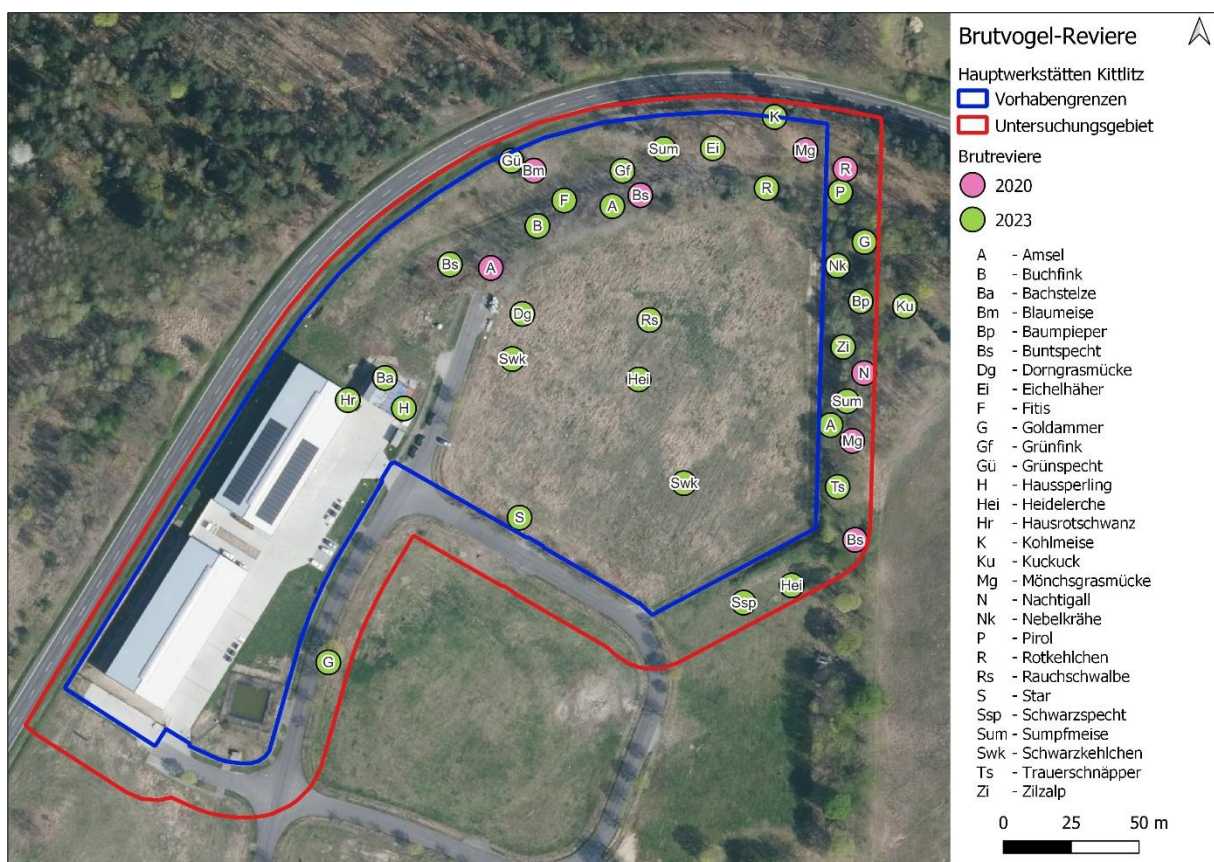 K
Sum
Ei
Mg
Gü
Bm
Gf
R
R
P
Bs
F
A
B
G
Bs
A
Nk
Dg
Rs
Bp
Ku
Swk
Zi
Ba
Hei
N
Hr
H
Sum
A
Mg
Swk
Ts
S
Bs
Hei
Ssp
G
Brutvogel-Reviere
Hauptwerkstätten Kittlitz
Vorhabengrenzen
Untersuchungsgebiet
Brutreviere
2020
2023
A - Amsel
B - Buchfink
Ba - Bachstelze
Bm - Blaumeise
Bp - Baumpieper
Bs - Buntspecht
Dg - Dorngrasmücke
Ei - Eichelhäher
F - Fitis
G - Goldammer
Gf - Grünfink
Gü - Grünspecht
H - Haussperling
Hei - Heidelerche
Hr - Hausrotschwanz
K - Kohlmeise
Ku - Kuckuck
Mg - Mönchsgrasmücke
N - Nachtigall
Nk - Nebelkrähe
P - Pirol
R - Rotkehlchen
Rs - Rauchschwalbe
S - Star
Ssp - Schwarzspecht
Sum - Sumpfmeise
Swk - Schwarzkehlchen
Ts - Trauerschnäpper
Zi - Zilzalp
0 25 50 m